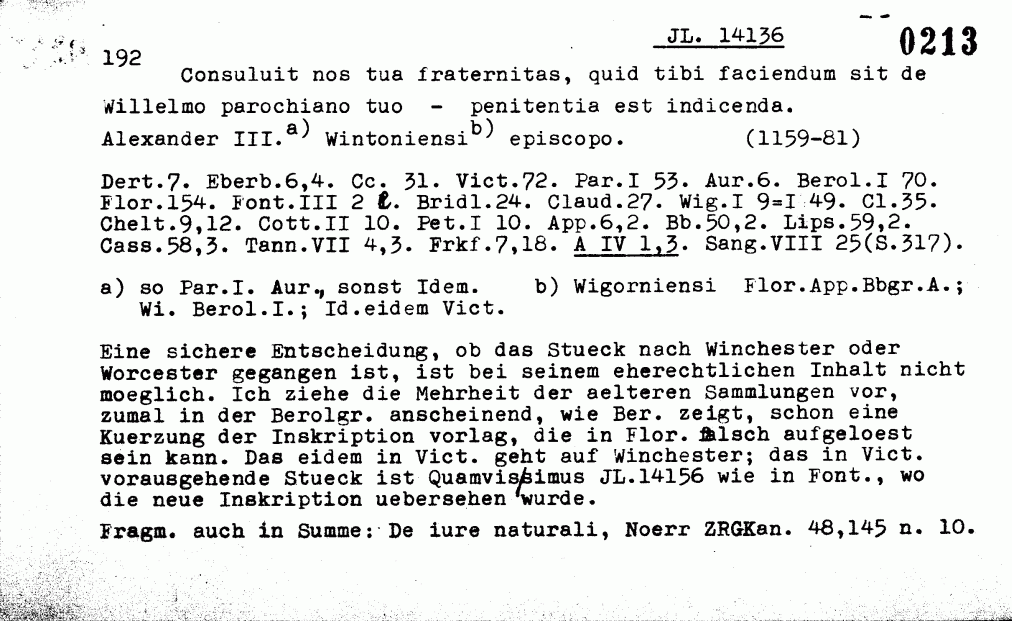 JL. 14136 0213
192
Consuluit nos tua fraternitas, quid tibi faciendum sit de
Willelmo parochiano tuo - penitentia est indicenda.
Alexander III.a) Wintoniensi b) episcopo. (1159-81)
Dert.7. Eberb.6,4. Cc. 31. Vict.72. Par.I 53. Aur.6. Berol.I 70.
Flor.154. Font.III 2 t. Bridl.24. Claud.27. Wig.I 9=I 49. Cl.35.
Chelt.9,12. Cott.II 10. Pet.I 10. App.6,2. Bb.50,2. Lips.59,2.
Cass.58,3. Tann.VII 4,3. Frkf.7,18. A IV 1,3. Sang.VIII 25(S.317).
a) so Par.I. Aur., sonst Idem. b) Wigorniensi Flor.App.Bbgr.A.;
Wi. Berol.I.; Id.eidem Vict.
Eine sichere Entscheidung, ob das Stueck nach Winchester oder
Worcester gegangen ist, ist bei seinem eherechtlichen Inhalt nicht
moeglich. Ich ziehe die Mehrheit der aelteren Sammlungen vor,
zumal in der Berolgr. anscheinend, wie Ber. zeigt, schon eine
Kuerzung der Inskription vorlag, die in Flor. falsch aufgeloest
sein kann. Das eidem in Vict. geht auf Winchester; das in Vict.
vorausgehende Stueck ist Quamvis/simus JL.14156 wie in Font., wo
die neue Inskription uebersehen wurde.
Fragm. auch in Summe: De iure naturali, Noerr ZRGKan. 48,145 n. 10.